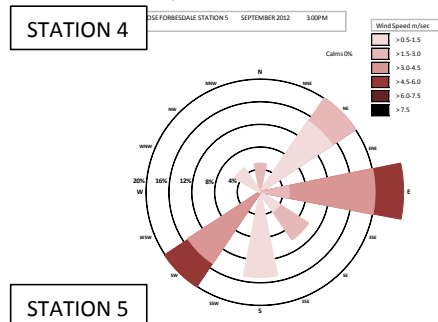 STATION 4
OSE FORBESDALE STATION 5 SEPTEMBER 2012 3.00PM
Wind Speed m/sec
Calms 0%
>0.5-1.5
>1.5-3.0
>3.0-4.5
>4.5-6.0
>6.0-7.5
>7.5
N
NNW
NNE
NW
NE
WNW
ENE
20% 16% 12% 8% 4%
W
E
WSW
ESE
SW
SE
SSW
SSE
S
STATION 5